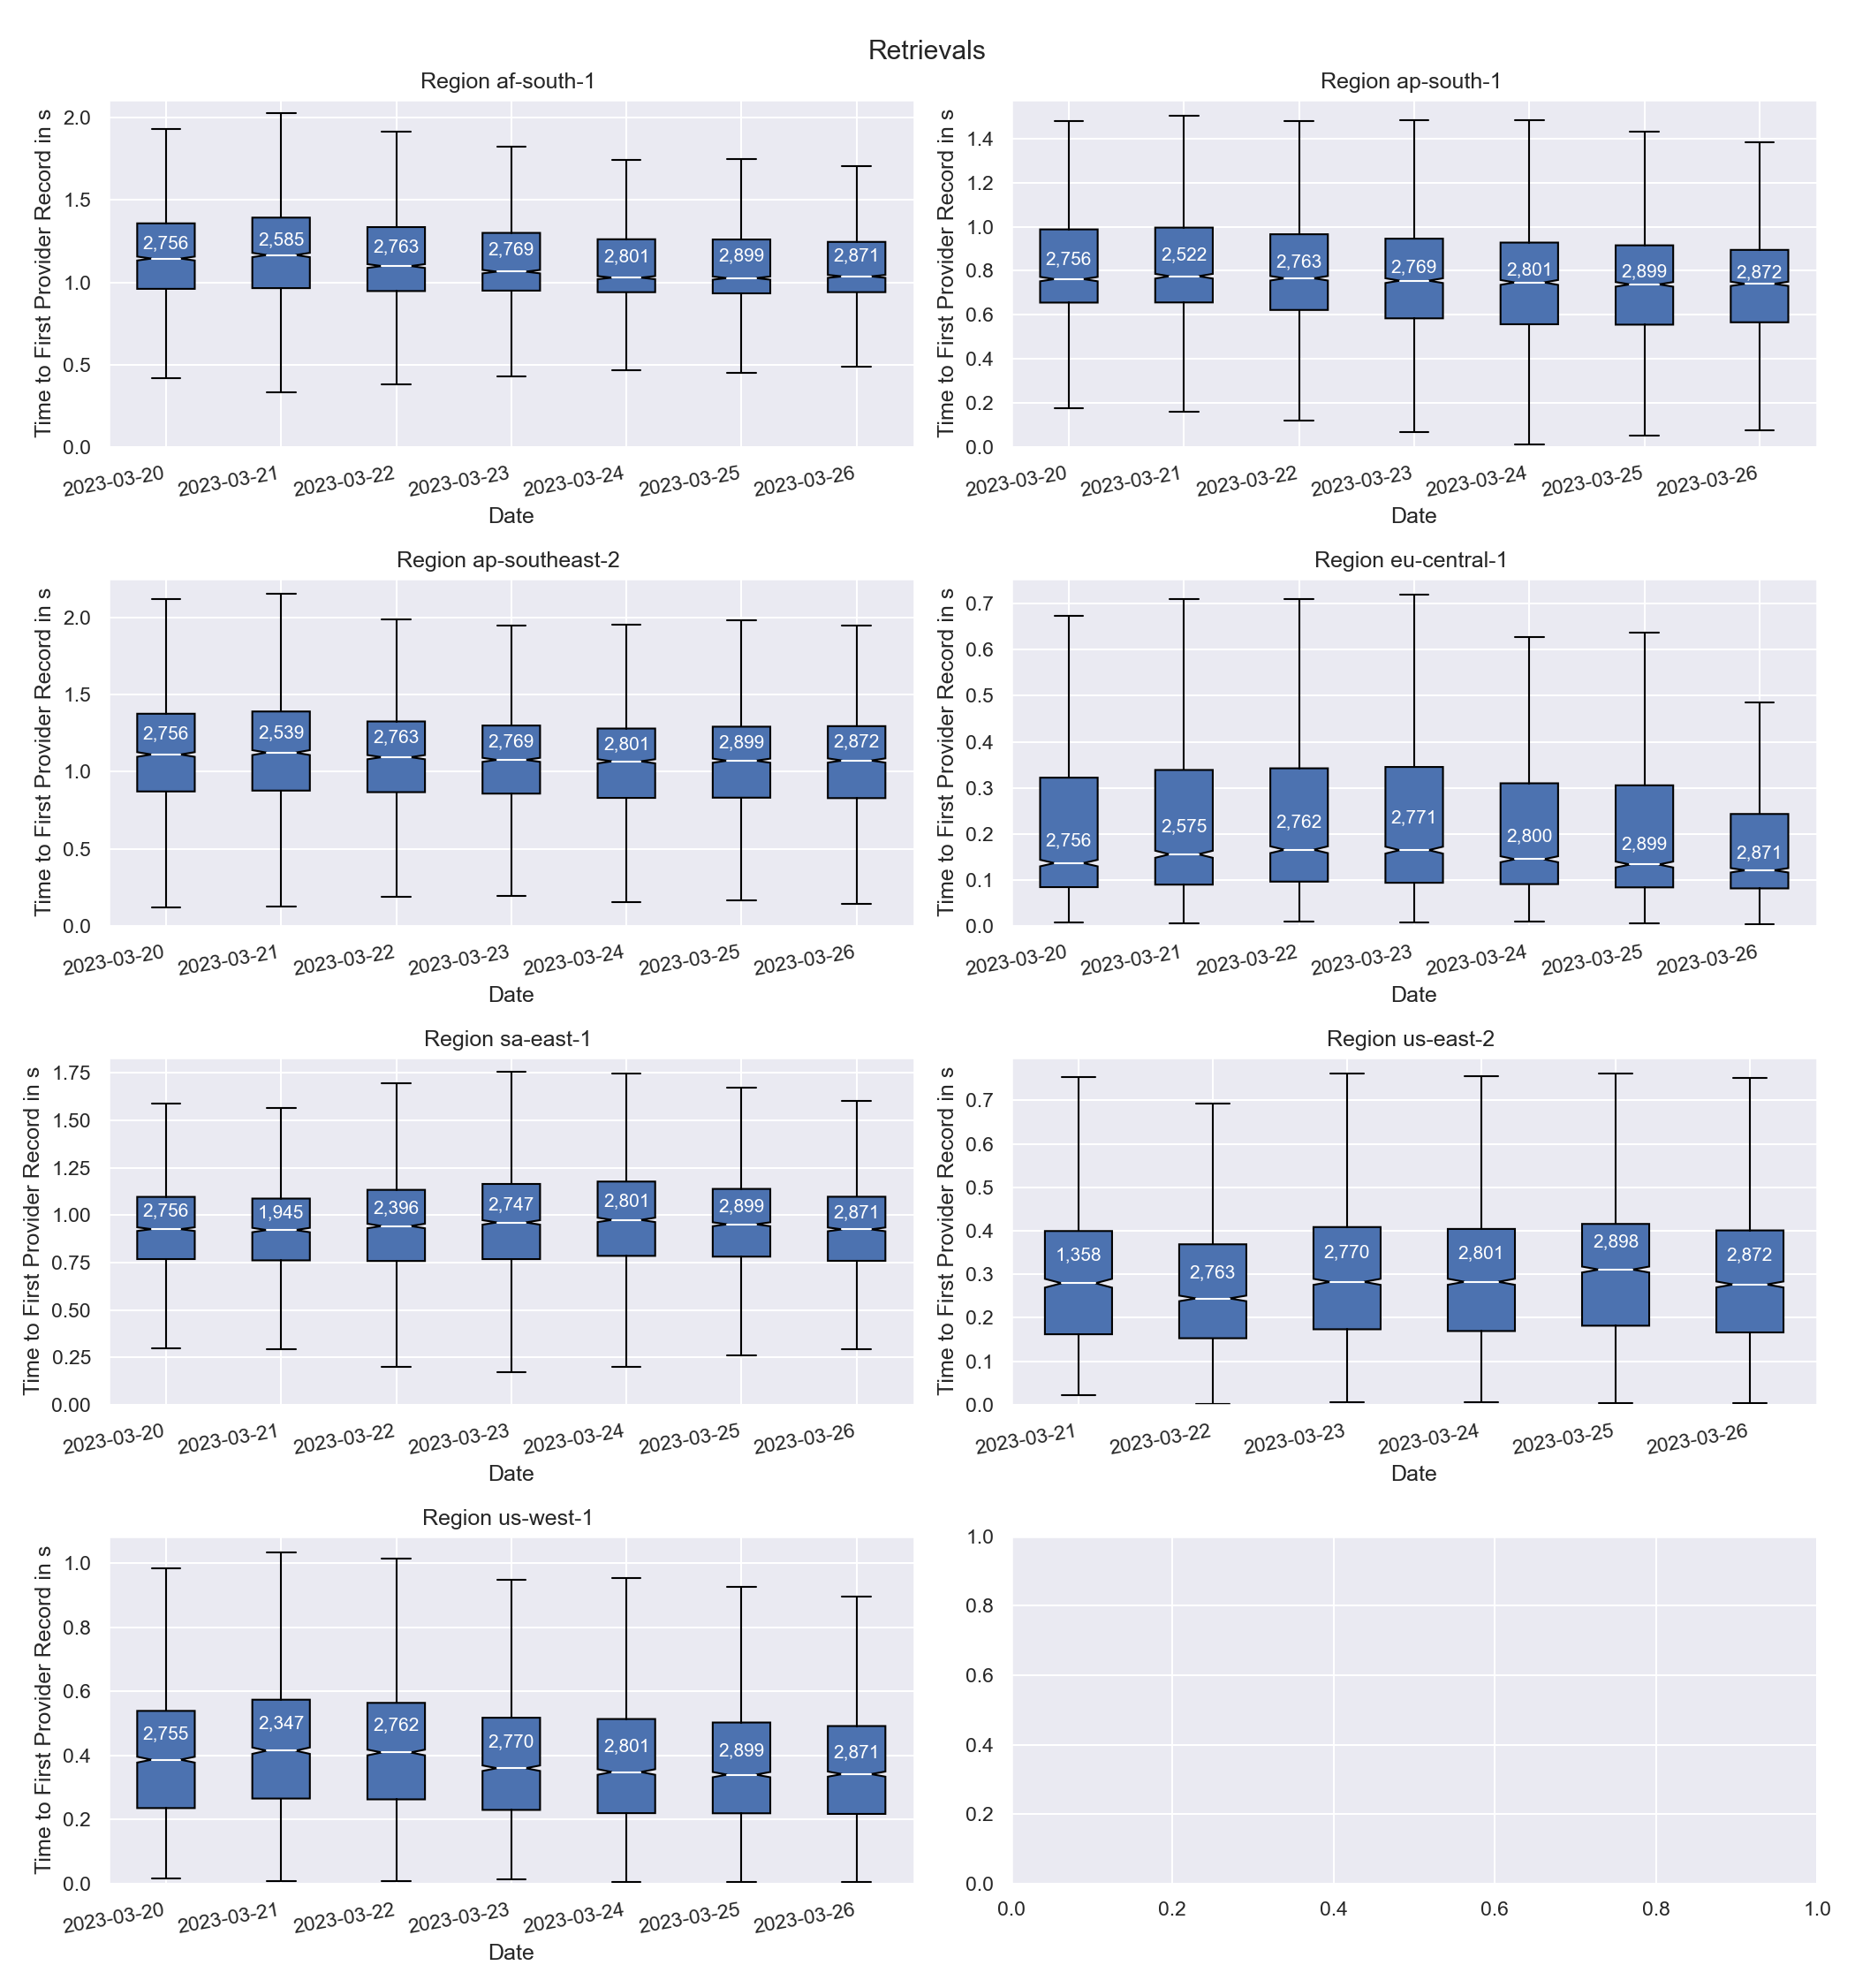 Retrievals
Region af-south-1
Time to First Provider Record in s
2.0
1.5
1.0
0.5
0.0
2,756 2,585 2,763 2,769 2,801 2,899 2,871
2023-03-20 2023-03-21 2023-03-22 2023-03-23 2023-03-24 2023-03-25 2023-03-26
Date
Region ap-south-1
Time to First Provider Record in s
1.4
1.2
1.0
0.8
0.6
0.4
0.2
0.0
2,756 2,522 2,763 2,769 2,801 2,899 2,872
2023-03-20 2023-03-21 2023-03-22 2023-03-23 2023-03-24 2023-03-25 2023-03-26
Date
Region ap-southeast-2
Time to First Provider Record in s
2.0
1.5
1.0
0.5
0.0
2,756 2,539 2,763 2,769 2,801 2,899 2,872
2023-03-20 2023-03-21 2023-03-22 2023-03-23 2023-03-24 2023-03-25 2023-03-26
Date
Region eu-central-1
Time to First Provider Record in s
0.7
0.6
0.5
0.4
0.3
0.2
0.1
0.0
2,756 2,575 2,762 2,771 2,800 2,899 2,871
2023-03-20 2023-03-21 2023-03-22 2023-03-23 2023-03-24 2023-03-25 2023-03-26
Date
Region sa-east-1
Time to First Provider Record in s
1.75
1.50
1.25
1.00
0.75
0.50
0.25
0.00
2,756 1,945 2,396 2,747 2,801 2,899 2,871
2023-03-20 2023-03-21 2023-03-22 2023-03-23 2023-03-24 2023-03-25 2023-03-26
Date
Region us-east-2
Time to First Provider Record in s
0.7
0.6
0.5
0.4
0.3
0.2
0.1
0.0
1,358 2,763 2,770 2,801 2,898 2,872
2023-03-21 2023-03-22 2023-03-23 2023-03-24 2023-03-25 2023-03-26
Date
Region us-west-1
Time to First Provider Record in s
1.0
0.8
0.6
0.4
0.2
0.0
2,755 2,347 2,762 2,770 2,801 2,899 2,871
2023-03-20 2023-03-21 2023-03-22 2023-03-23 2023-03-24 2023-03-25 2023-03-26
Date
1.0
0.8
0.6
0.4
0.2
0.0
0.0 0.2 0.4 0.6 0.8 1.0